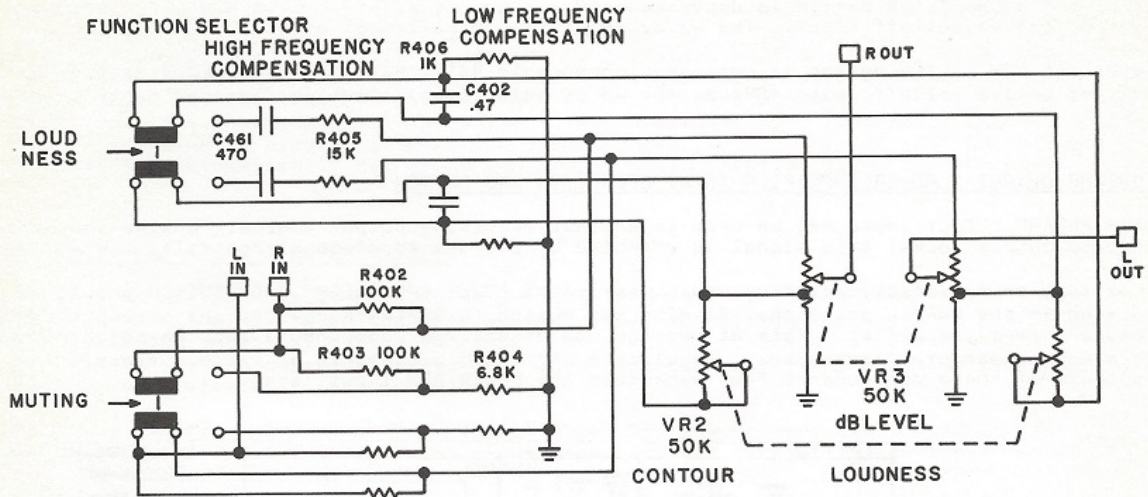 FUNCTION SELECTOR
HIGH FREQUENCY
COMPENSATION
LOW FREQUENCY
COMPENSATION
R406
1K
C402
.47
R OUT
LOUD
NESS
C461
470
R405
15K
L
IN
R
IN
R402
100K
R403 100K
R404
6.8K
MUTING
L
OUT
VR2
50K
CONTOUR
VR3
50K
dB LEVEL
LOUDNESS